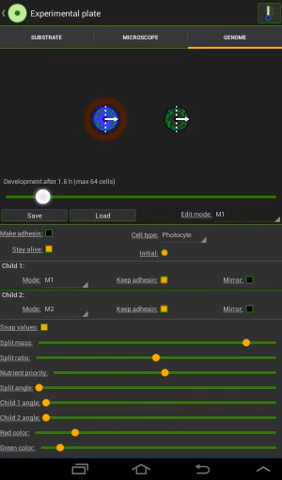 Experimental plate
SUBSTRATE MICROSCOPE GENOME
Development after 1.6 h (max 64 cells)
Save Load Edit mode: M1
Make adhesin: Cell type: Photocyte
Stay alive: Initial:
Child 1:
Mode: M1 Keep adhesin: Mirror:
Child 2:
Mode: M2 Keep adhesin: Mirror:
Snap values:
Split mass:
Split ratio:
Nutrient priority:
Split angle:
Child 1 angle:
Child 2 angle:
Red color:
Green color: